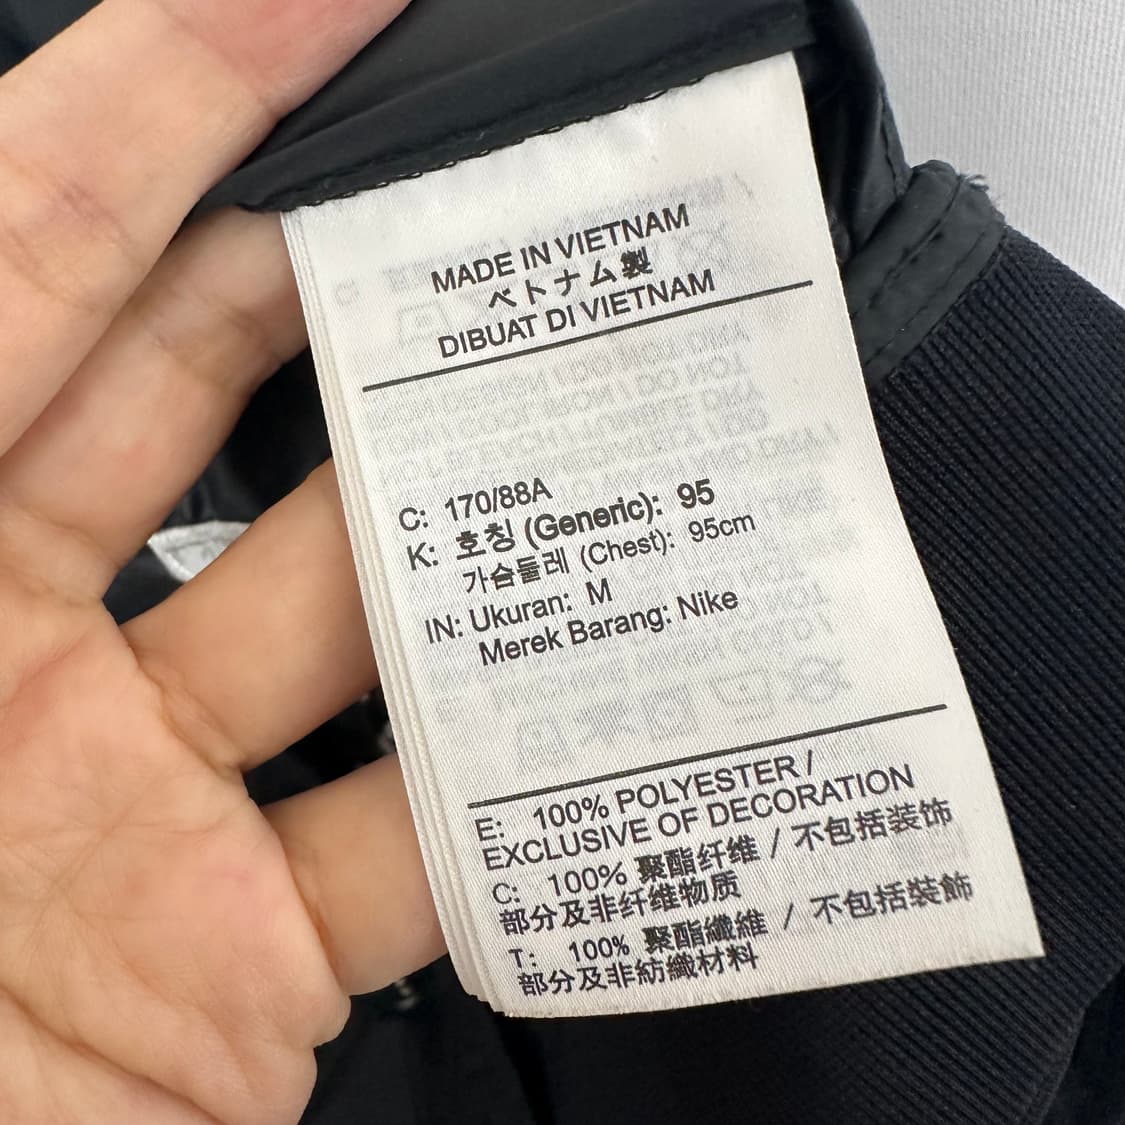 MADE IN VIETNAM
ベトナム製
DIBUAT DI VIETNAM
C: 170/88A
K: 호칭 (Generic): 95
가슴둘레 (Chest): 95cm
IN: Ukuran: M
Merek Barang: Nike
E: 100% POLYESTER /
EXCLUSIVE OF DECORATION
C: 100% 聚酯纤维 / 不包括装饰
部分及非纤维物质
T: 100% 聚酯纖維 / 不包括裝飾
部分及非紡織材料